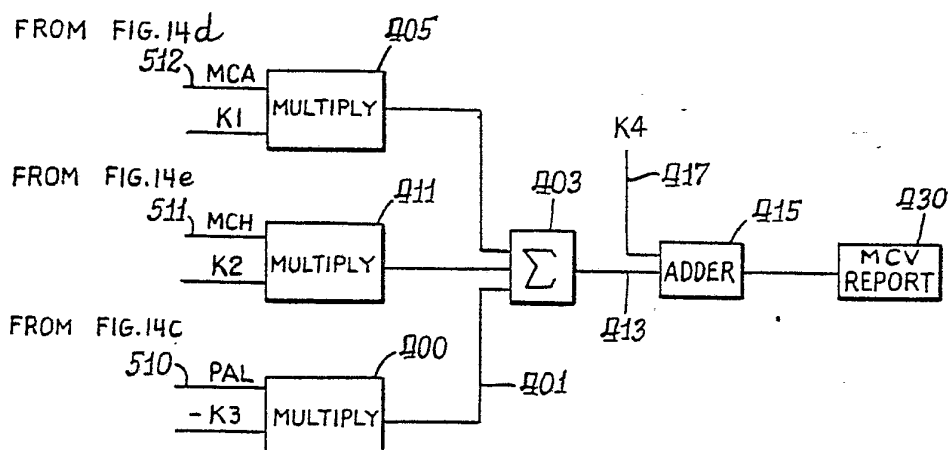 FROM FIG.14d
405
512 MCA
K1
MULTIPLY
K4
417
FROM FIG.14e
411
403
415
430
511 MCH
K2
MULTIPLY
Σ
ADDER
MCV
REPORT
413
FROM FIG.14c
400
510 PAL
-K3
MULTIPLY
401